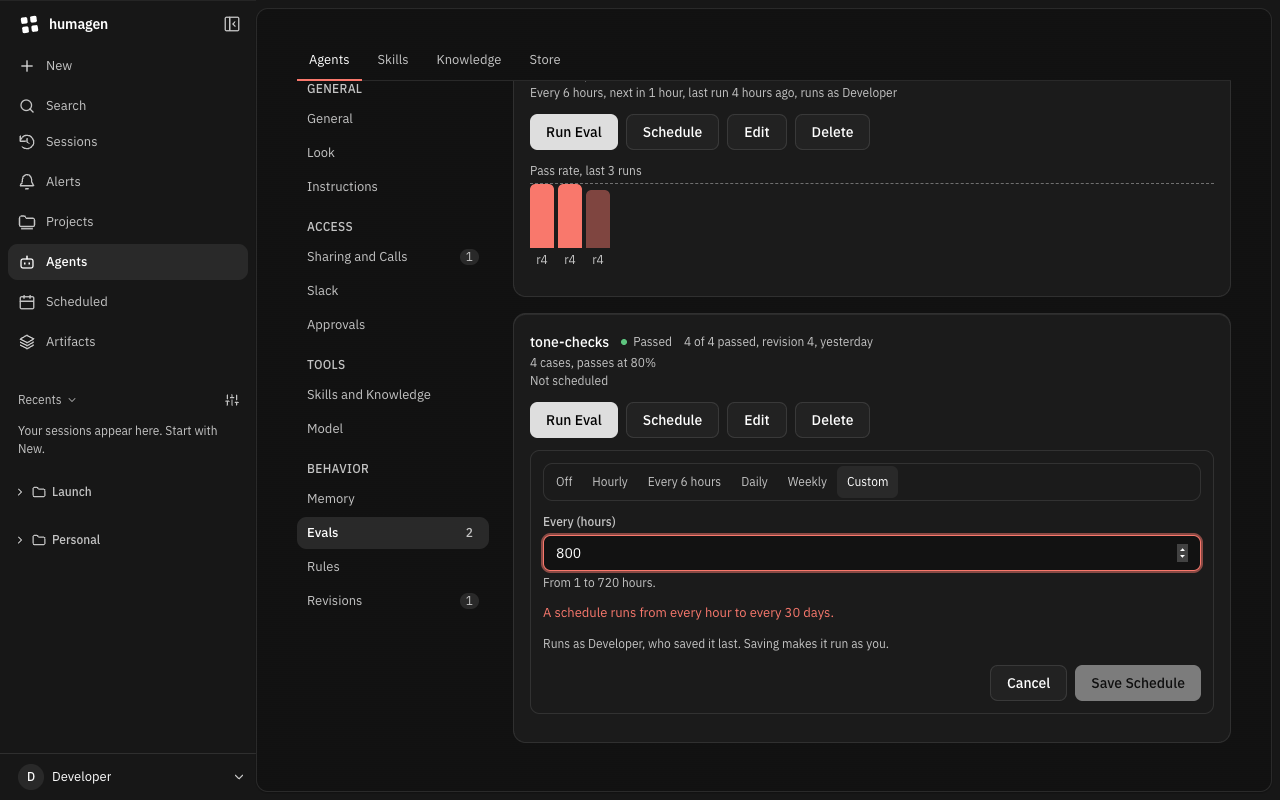 humagen
New
Search
Sessions
Alerts
Projects
Agents
Scheduled
Artifacts
Recents
Your sessions appear here. Start with
New.
Launch
Personal
D
Developer
Agents
Skills
Knowledge
Store
GENERAL
General
Look
Instructions
ACCESS
Sharing and Calls 1
Slack
Approvals
TOOLS
Skills and Knowledge
Model
BEHAVIOR
Memory
Evals 2
Rules
Revisions 1
Every 6 hours, next in 1 hour, last run 4 hours ago, runs as Developer
Run Eval Schedule Edit Delete
Pass rate, last 3 runs
r4 r4 r4
tone-checks Passed 4 of 4 passed, revision 4, yesterday
4 cases, passes at 80%
Not scheduled
Run Eval Schedule Edit Delete
Off Hourly Every 6 hours Daily Weekly Custom
Every (hours)
800
From 1 to 720 hours.
A schedule runs from every hour to every 30 days.
Runs as Developer, who saved it last. Saving makes it run as you.
Cancel Save Schedule